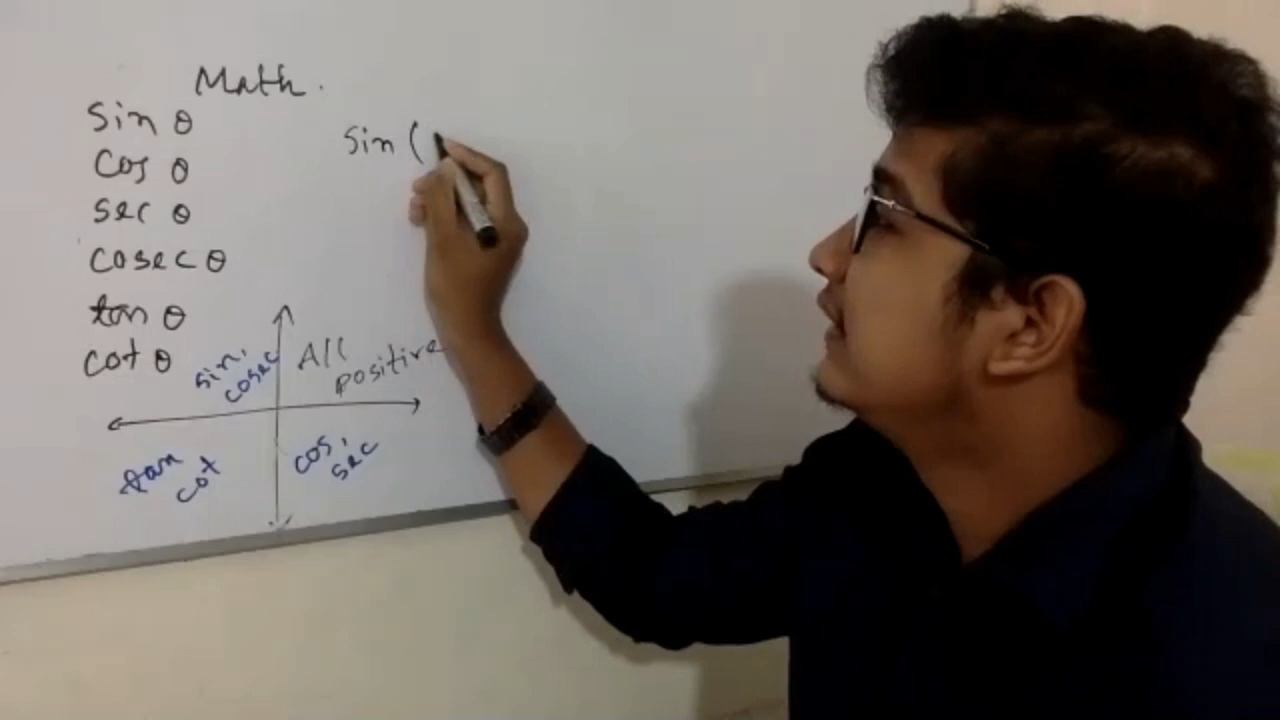 Math.
sin θ
cos θ
sec θ
cosec θ
tan θ
cot θ
sin (
sin,
cosec
All
positive
tan
cot
cos,
sec